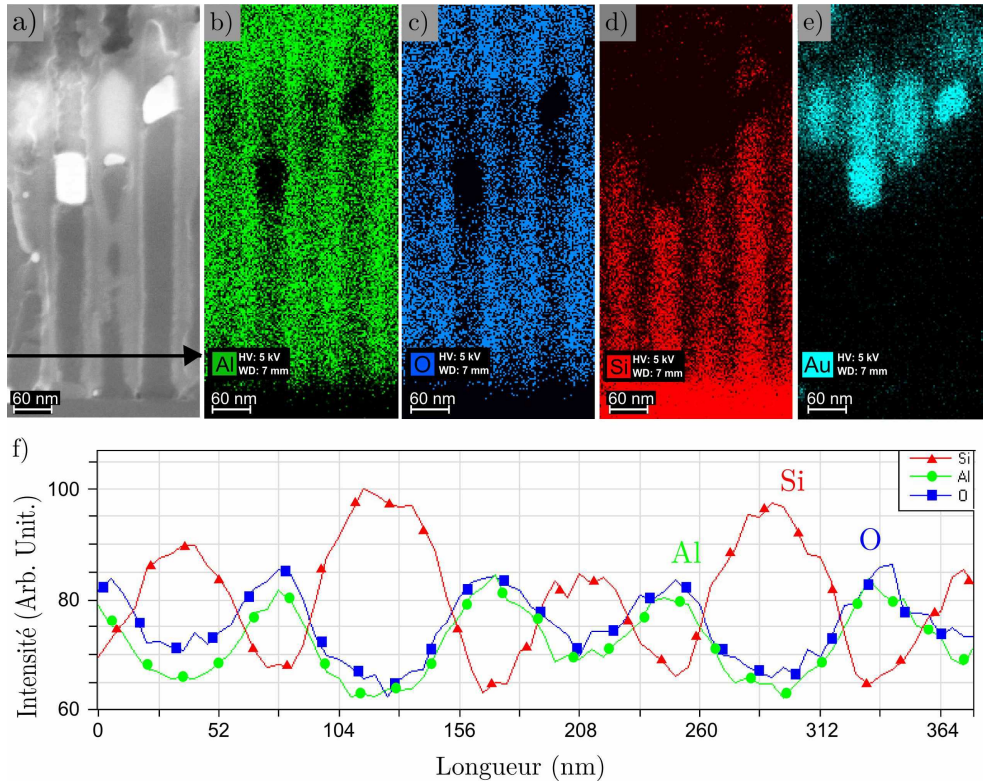 a)
60 nm
b)
Al HV: 5 kV
WD: 7 mm
60 nm
c)
O HV: 5 kV
WD: 7 mm
60 nm
d)
Si HV: 5 kV
WD: 7 mm
60 nm
e)
Au HV: 5 kV
WD: 7 mm
60 nm
f)
Intensité (Arb. Unit.)
100
80
60
Si
Al
O
Si
Al
O
0 52 104 156 208 260 312 364
Longueur (nm)